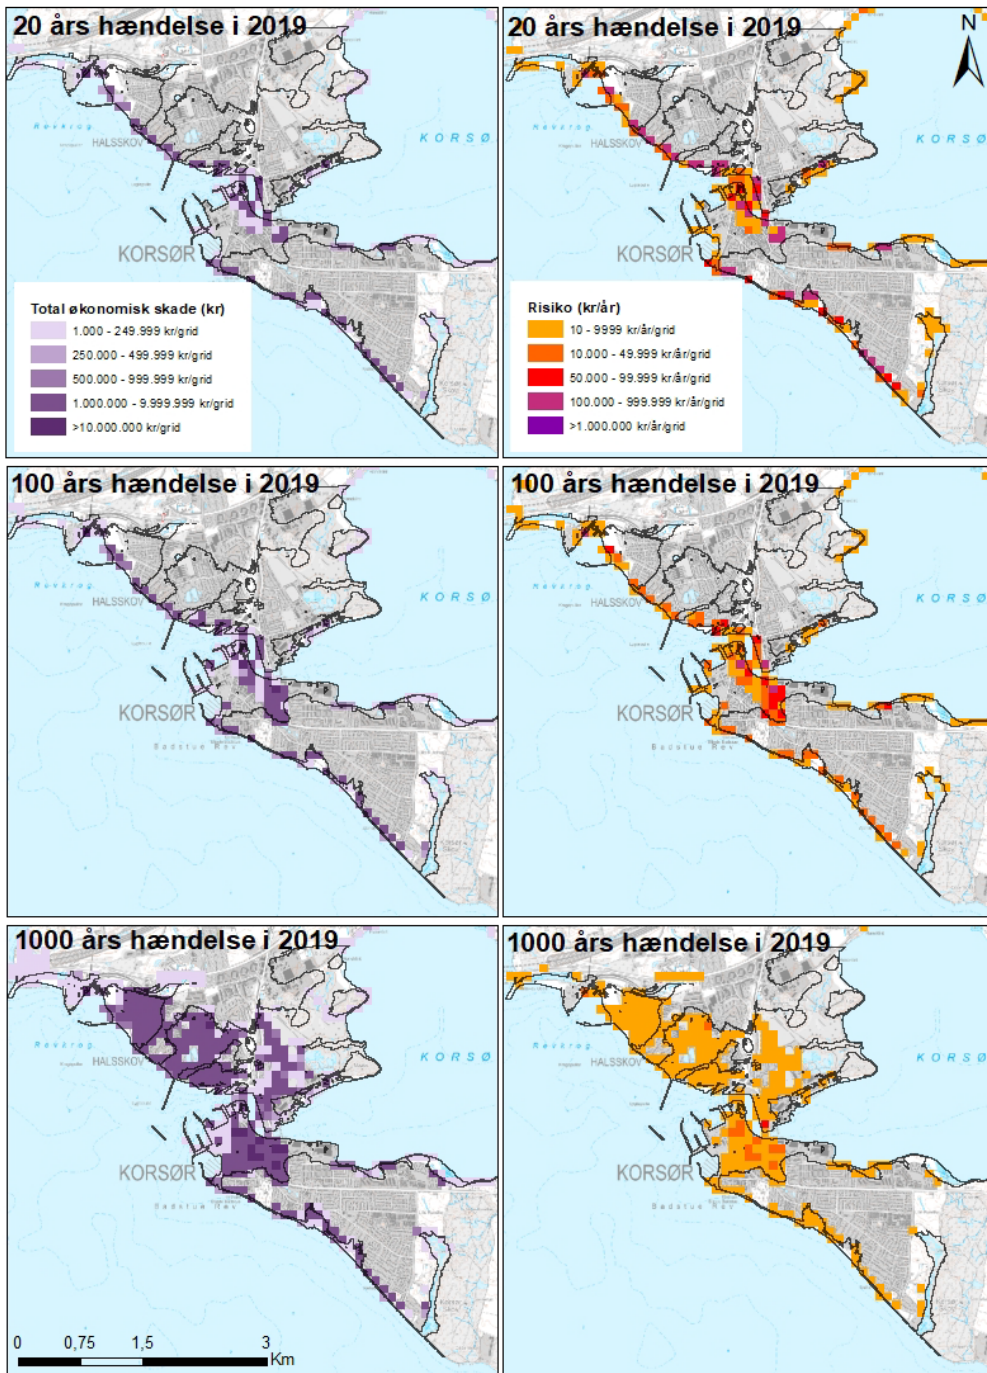 20 års hændelse i 2019
Revkrog
HALSSKOV
KORSØ
KORSØR
Total økonomisk skade (kr)
1.000 - 249.999 kr/grid
250.000 - 499.999 kr/grid
500.000 - 999.999 kr/grid
1.000.000 - 9.999.999 kr/grid
>10.000.000 kr/grid
20 års hændelse i 2019
N
HALSSKOV
KORSØ
KORSØR
Risiko (kr/år)
10 - 9999 kr/år/grid
10.000 - 49.999 kr/år/grid
50.000 - 99.999 kr/år/grid
100.000 - 999.999 kr/år/grid
>1.000.000 kr/år/grid
100 års hændelse i 2019
Revkrog
HALSSKOV
KORSØ
KORSØR
Badstue Rev
100 års hændelse i 2019
Revkrog
HALSSKOV
KORSØ
KORSØR
Badstue Rev
1000 års hændelse i 2019
Revkrog
HALSSKOV
KORSØ
KORSØR
Badstue Rev
0 0,75 1,5 3
Km
1000 års hændelse i 2019
Revkrog
HALSSKOV
KORSØ
KORSØR
Badstue Rev